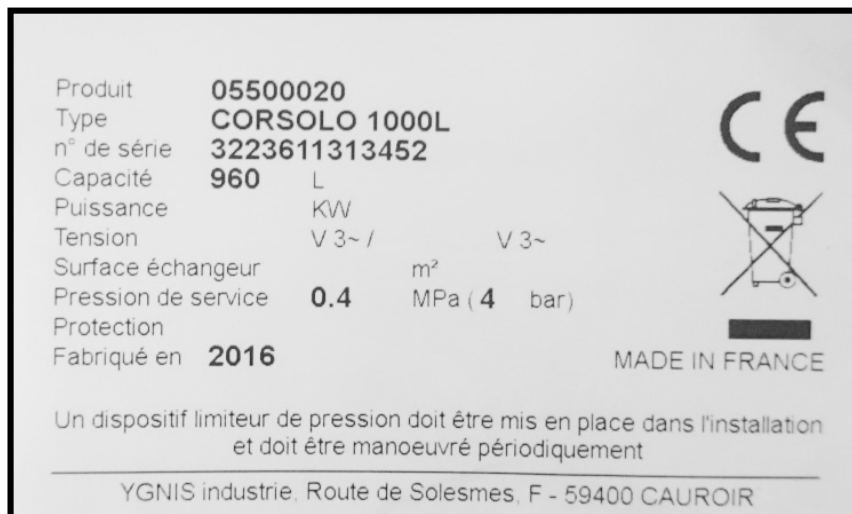 Produit 05500020
Type CORSOLO 1000L
n° de série 3223611313452
Capacité 960 L
Puissance KW
Tension V 3~ / V 3~
Surface échangeur m²
Pression de service 0.4 MPa ( 4 bar)
Protection
Fabriqué en 2016
CE
MADE IN FRANCE
Un dispositif limiteur de pression doit être mis en place dans l'installation
et doit être manoeuvré périodiquement
YGNIS industrie, Route de Solesmes, F - 59400 CAUROIR